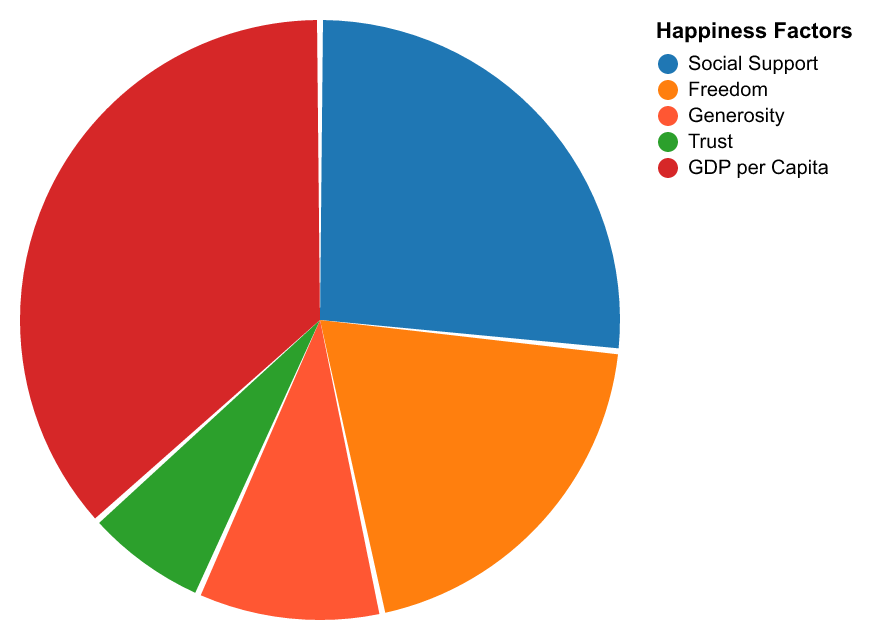 Happiness Factors
Social Support
Freedom
Generosity
Trust
GDP per Capita